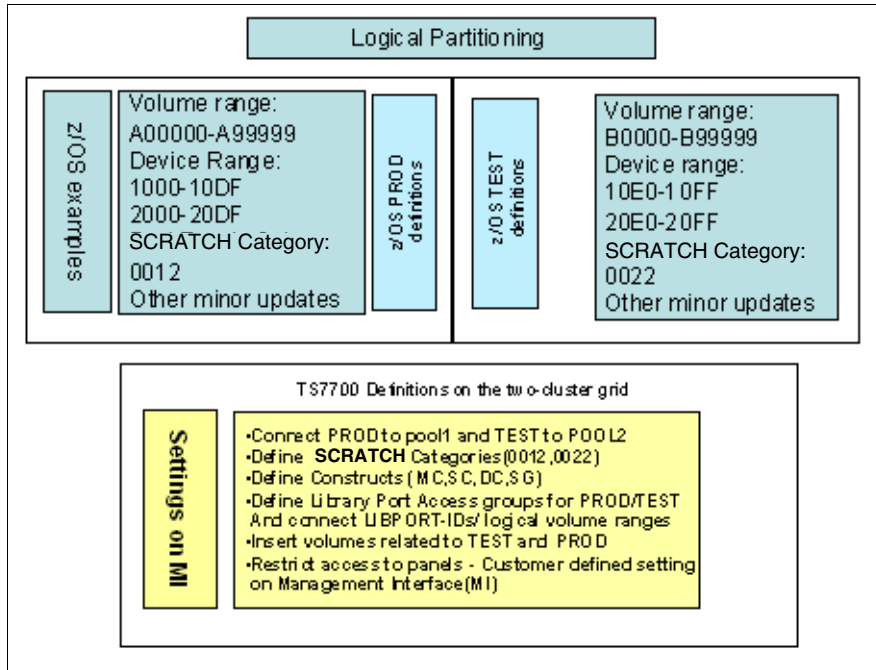 Logical Partitioning
z/OS examples
Volume range:
A00000-A99999
Device Range:
1000-10DF
2000-20DF
SCRATCH Category:
0012
Other minor updates
z/OS PROD
definitions
z/OS TEST
definitions
Volume range:
B0000-B99999
Device range:
10E0-10FF
20E0-20FF
SCRATCH Category:
0022
Other minor updates
TS7700 Definitions on the two-cluster grid
Settings on MI
•Connect PROD to pool1 and TEST to POOL2
•Define SCRATCH Categories(0012,0022)
•Define Constructs (MC,SC,DC,SG)
•Define Library Port Access groups for PROD/TEST
And connect LIBPORT-IDs/ logical volume ranges
•Insert volumes related to TEST and PROD
•Restrict access to panels - Customer defined setting
on Management Interface(MI)